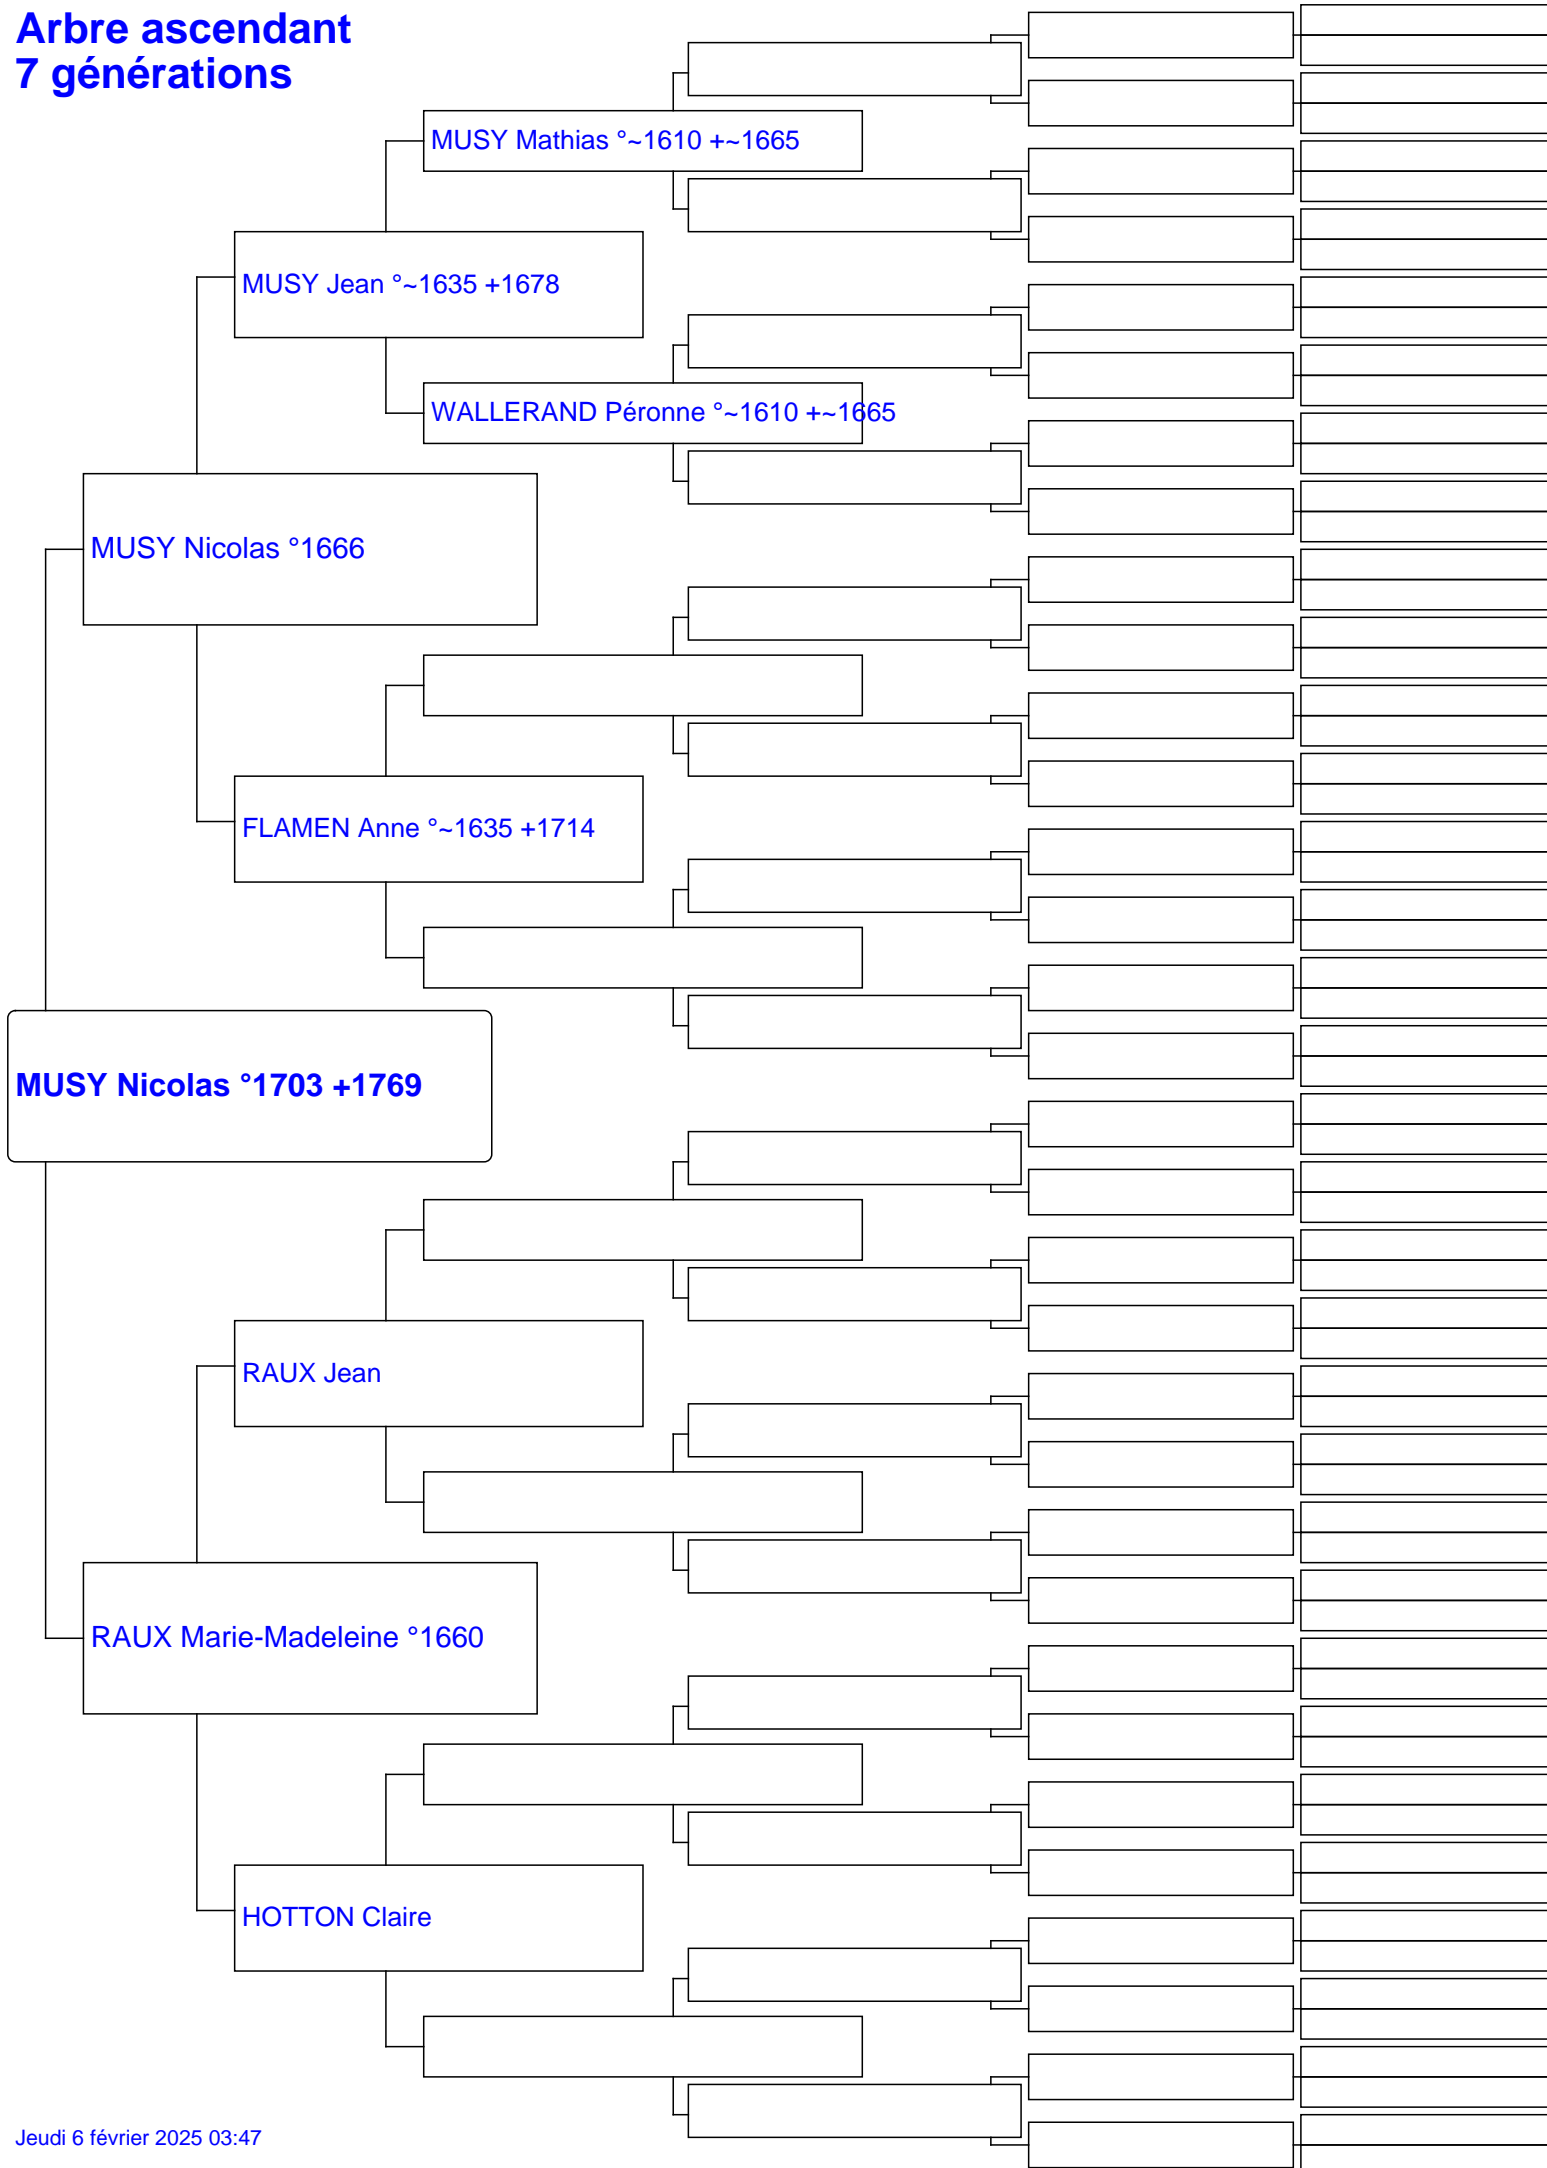 Arbre ascendant
7 générations
MUSY Mathias °~1610 +~1665
MUSY Jean °~1635 +1678
WALLERAND Péronne °~1610 +~1665
MUSY Nicolas °1666
FLAMEN Anne °~1635 +1714
MUSY Nicolas °1703 +1769
RAUX Jean
RAUX Marie-Madeleine °1660
HOTTON Claire
Jeudi 6 février 2025 03:47